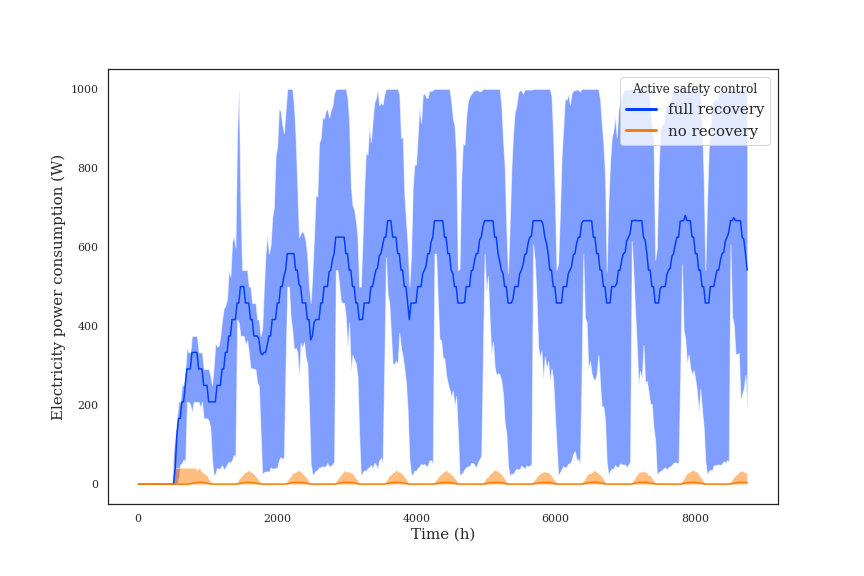 Active safety control
full recovery
no recovery
Electricity power consumption (W)
1000
800
600
400
200
0
0 2000 4000 6000 8000
Time (h)